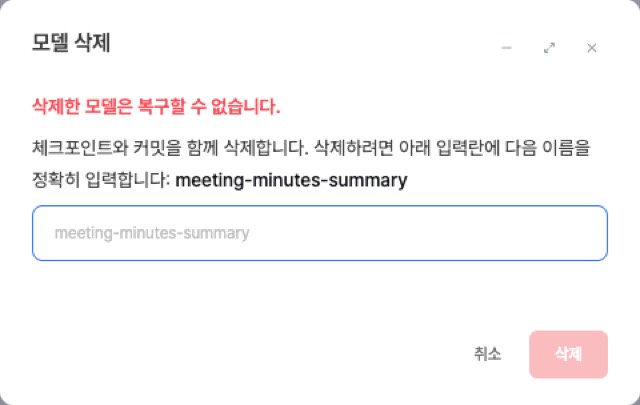 모델 삭제
삭제한 모델은 복구할 수 없습니다.
체크포인트와 커밋을 함께 삭제합니다. 삭제하려면 아래 입력란에 다음 이름을
정확히 입력합니다: meeting-minutes-summary
meeting-minutes-summary
취소
삭제